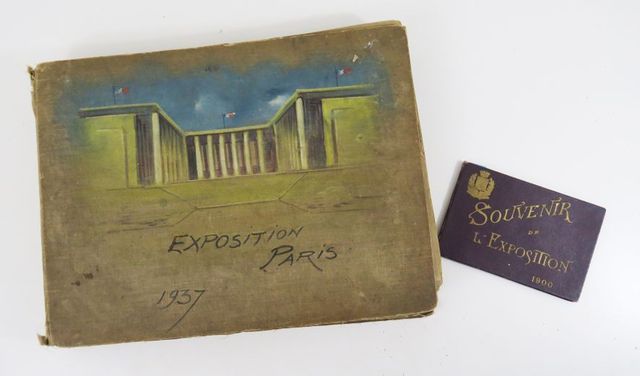 EXPOSITION
PARIS
1937
SOUVENIR
DE
L'EXPOSITION
1900